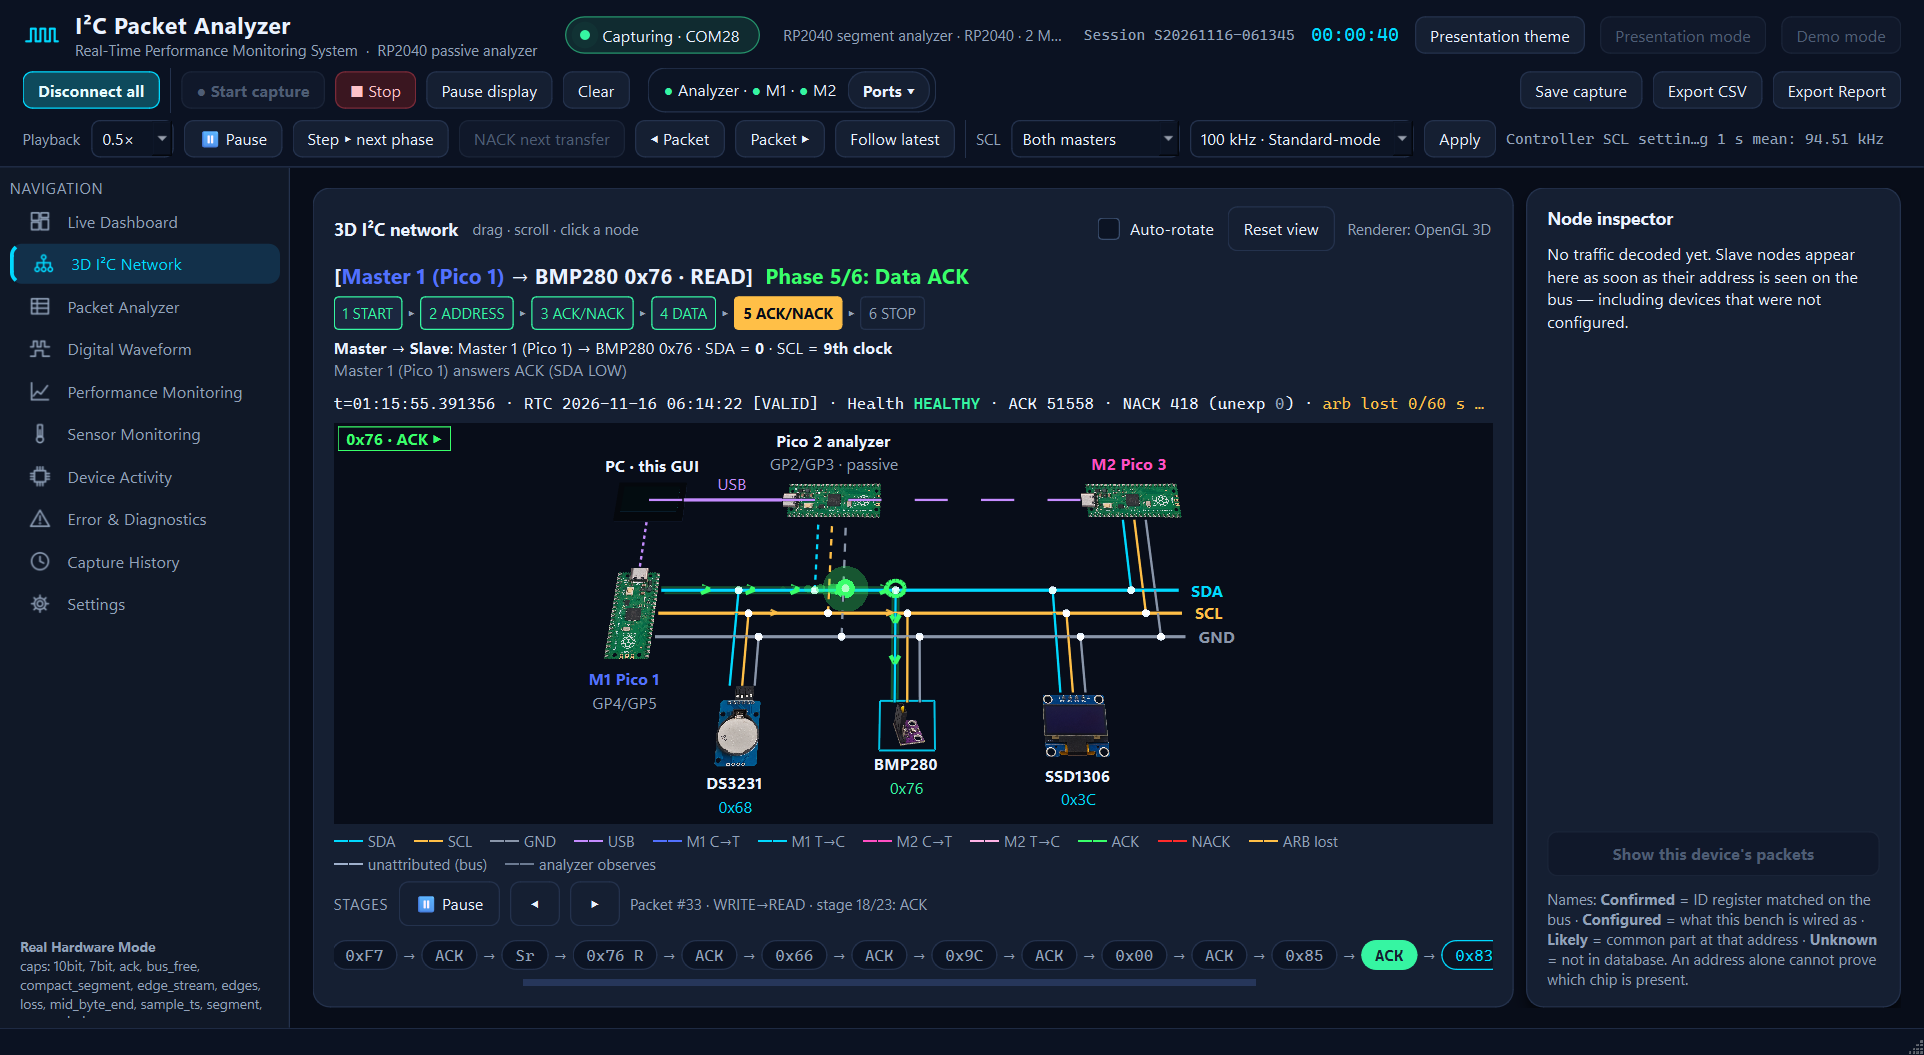 I²C Packet Analyzer
Real-Time Performance Monitoring System · RP2040 passive analyzer
Capturing · COM28
RP2040 segment analyzer · RP2040 · 2 M…
Session S20261116-061345
00:00:40
Presentation theme
Presentation mode
Demo mode
Disconnect all
● Start capture
■ Stop
Pause display
Clear
● Analyzer · ● M1 · ● M2
Ports ▾
Save capture
Export CSV
Export Report
Playback
0.5×
⏸ Pause
Step ▸ next phase
NACK next transfer
◂ Packet
Packet ▸
Follow latest
SCL
Both masters
100 kHz · Standard-mode
Apply
Controller SCL settin…g 1 s mean: 94.51 kHz
NAVIGATION
Live Dashboard
3D I²C Network
Packet Analyzer
Digital Waveform
Performance Monitoring
Sensor Monitoring
Device Activity
Error & Diagnostics
Capture History
Settings
Real Hardware Mode
caps: 10bit, 7bit, ack, bus_free,
compact_segment, edge_stream, edges,
loss, mid_byte_end, sample_ts, segment,
3D I²C network
drag · scroll · click a node
Auto-rotate
Reset view
Renderer: OpenGL 3D
[Master 1 (Pico 1) → BMP280 0x76 · READ] Phase 5/6: Data ACK
1 START ▸ 2 ADDRESS ▸ 3 ACK/NACK ▸ 4 DATA ▸ 5 ACK/NACK ▸ 6 STOP
Master → Slave: Master 1 (Pico 1) → BMP280 0x76 · SDA = 0 · SCL = 9th clock
Master 1 (Pico 1) answers ACK (SDA LOW)
t=01:15:55.391356 · RTC 2026-11-16 06:14:22 [VALID] · Health HEALTHY · ACK 51558 · NACK 418 (unexp 0) · arb lost 0/60 s …
0x76 · ACK ▸
Pico 2 analyzer
GP2/GP3 · passive
PC · this GUI
USB
M2 Pico 3
SDA
SCL
GND
M1 Pico 1
GP4/GP5
DS3231
0x68
BMP280
0x76
SSD1306
0x3C
SDA
SCL
GND
USB
M1 C→T
M1 T→C
M2 C→T
M2 T→C
ACK
NACK
ARB lost
unattributed (bus)
analyzer observes
STAGES
⏸ Pause
◂
▸
Packet #33 · WRITE→READ · stage 18/23: ACK
0xF7 → ACK → Sr → 0x76 R → ACK → 0x66 → ACK → 0x9C → ACK → 0x00 → ACK → 0x85 → ACK → 0x83
Node inspector
No traffic decoded yet. Slave nodes appear
here as soon as their address is seen on the
bus — including devices that were not
configured.
Show this device's packets
Names: Confirmed = ID register matched on the
bus · Configured = what this bench is wired as ·
Likely = common part at that address · Unknown
= not in database. An address alone cannot prove
which chip is present.